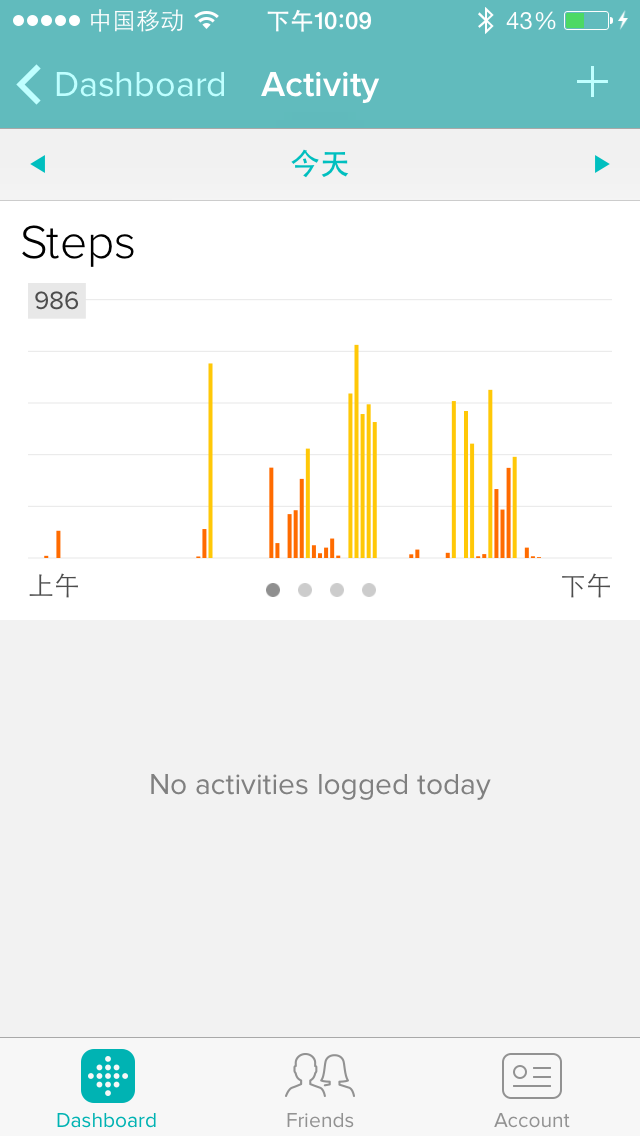 中国移动 下午10:09 43%
Dashboard Activity
今天
Steps
986
上午 下午
No activities logged today
Dashboard Friends Account